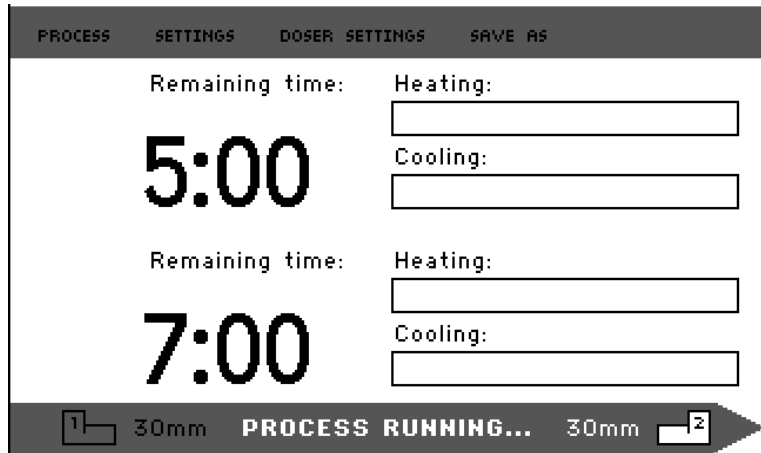 PROCESS SETTINGS DOSER SETTINGS SAVE AS
Remaining time: Heating:
5:00
Cooling:
Remaining time: Heating:
7:00
Cooling:
1 30mm PROCESS RUNNING... 30mm 2